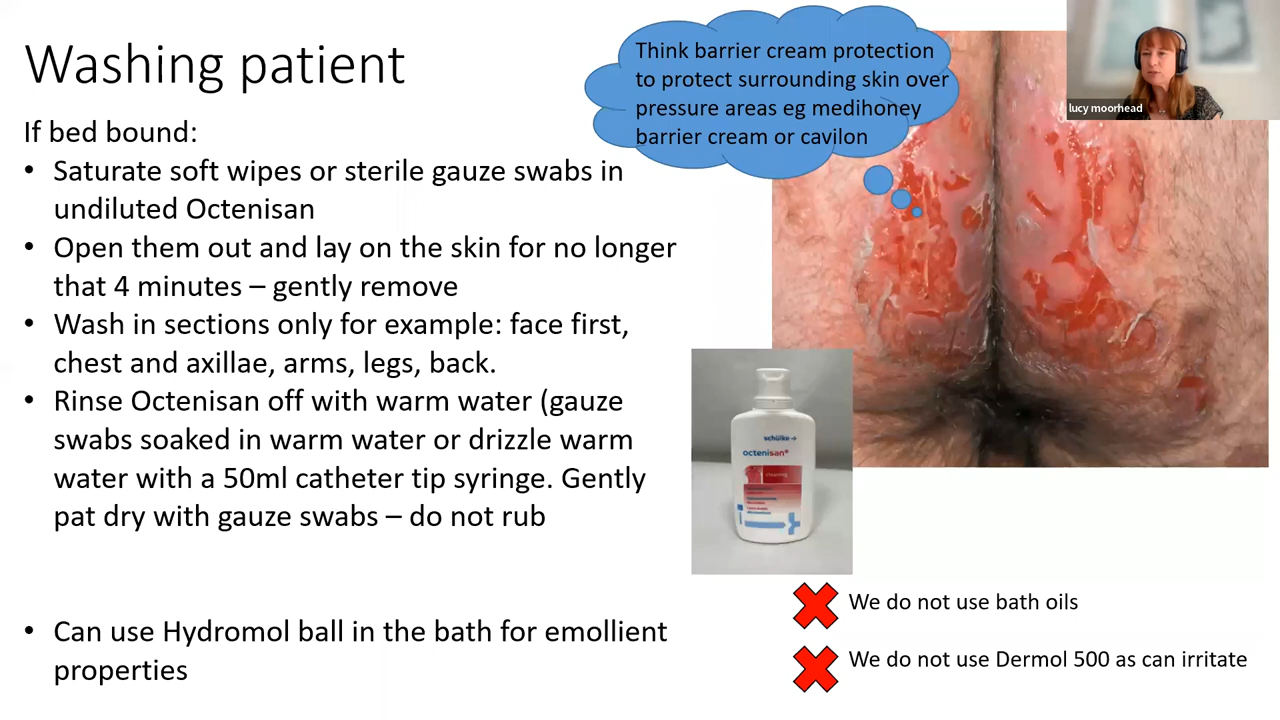 Washing patient
Think barrier cream protection
to protect surrounding skin over
pressure areas eg medihoney
barrier cream or cavilon
lucy moorhead
If bed bound:
• Saturate soft wipes or sterile gauze swabs in
undiluted Octenisan
• Open them out and lay on the skin for no longer
that 4 minutes – gently remove
• Wash in sections only for example: face first,
chest and axillae, arms, legs, back.
• Rinse Octenisan off with warm water (gauze
swabs soaked in warm water or drizzle warm
water with a 50ml catheter tip syringe. Gently
pat dry with gauze swabs – do not rub
• Can use Hydromol ball in the bath for emollient
properties
schülke
octenisan
We do not use bath oils
We do not use Dermol 500 as can irritate